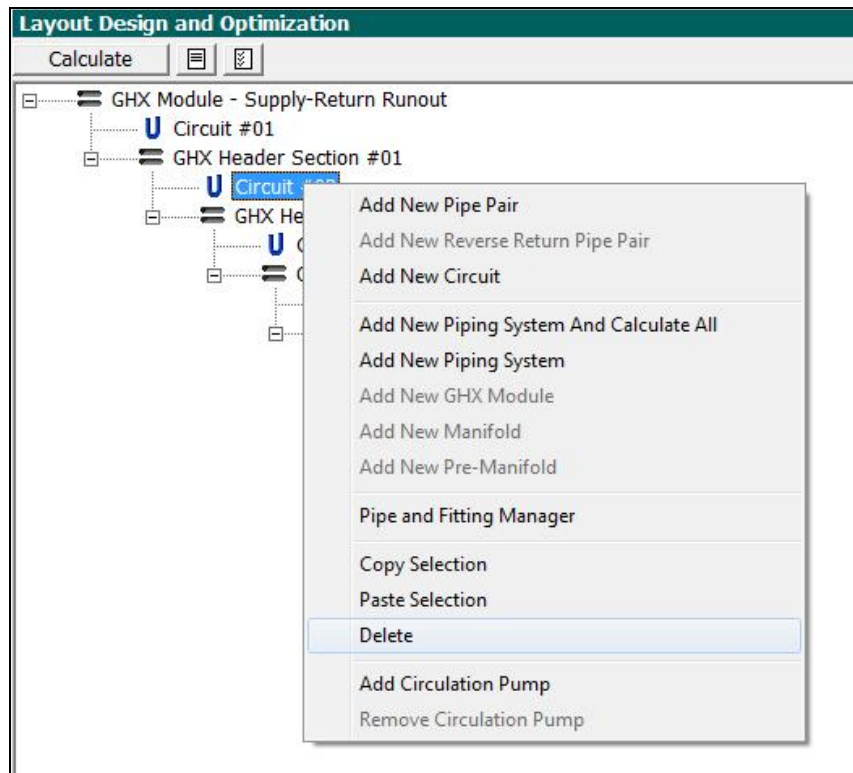 Layout Design and Optimization
Calculate
GHX Module - Supply-Return Runout
Circuit #01
GHX Header Section #01
Circuit
GHX He
Add New Pipe Pair
Add New Reverse Return Pipe Pair
Add New Circuit
Add New Piping System And Calculate All
Add New Piping System
Add New GHX Module
Add New Manifold
Add New Pre-Manifold
Pipe and Fitting Manager
Copy Selection
Paste Selection
Delete
Add Circulation Pump
Remove Circulation Pump